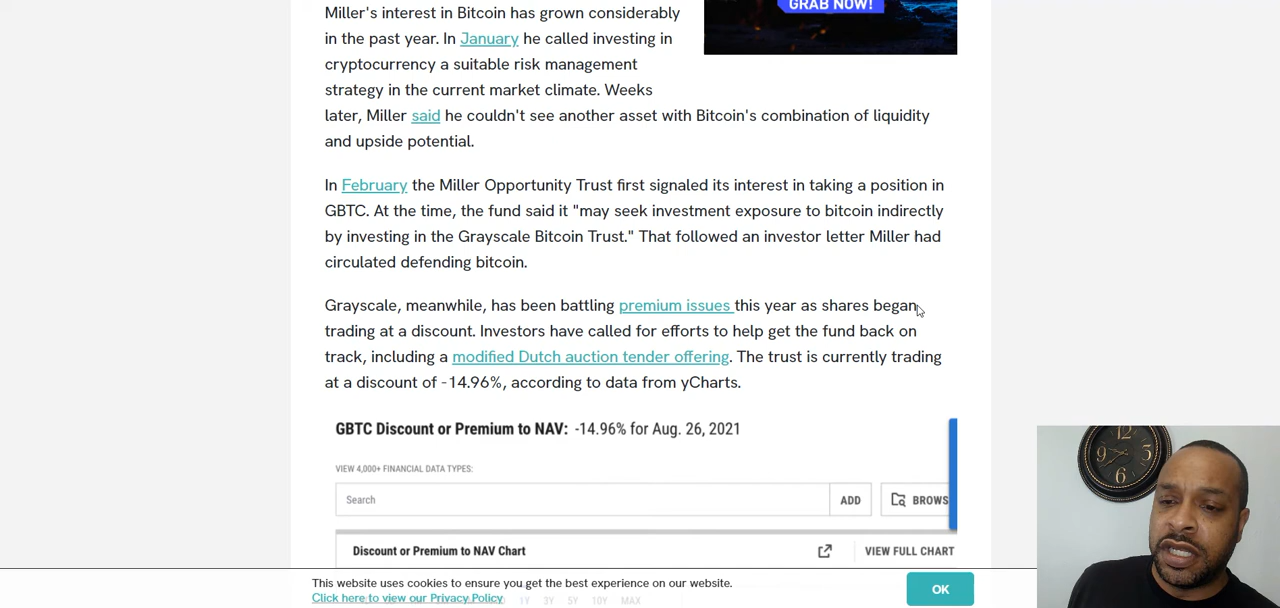 GRAB NOW!
Miller's interest in Bitcoin has grown considerably
in the past year. In January he called investing in
cryptocurrency a suitable risk management
strategy in the current market climate. Weeks
later, Miller said he couldn't see another asset with Bitcoin's combination of liquidity
and upside potential.
In February the Miller Opportunity Trust first signaled its interest in taking a position in
GBTC. At the time, the fund said it "may seek investment exposure to bitcoin indirectly
by investing in the Grayscale Bitcoin Trust." That followed an investor letter Miller had
circulated defending bitcoin.
Grayscale, meanwhile, has been battling premium issues this year as shares began
trading at a discount. Investors have called for efforts to help get the fund back on
track, including a modified Dutch auction tender offering. The trust is currently trading
at a discount of -14.96%, according to data from yCharts.
GBTC Discount or Premium to NAV: -14.96% for Aug. 26, 2021
VIEW 4,000+ FINANCIAL DATA TYPES:
Search ADD BROWS
Discount or Premium to NAV Chart VIEW FULL CHART
This website uses cookies to ensure you get the best experience on our website.
Click here to view our Privacy Policy
OK
1Y 3Y 5Y 10Y MAX
12
3
6
9